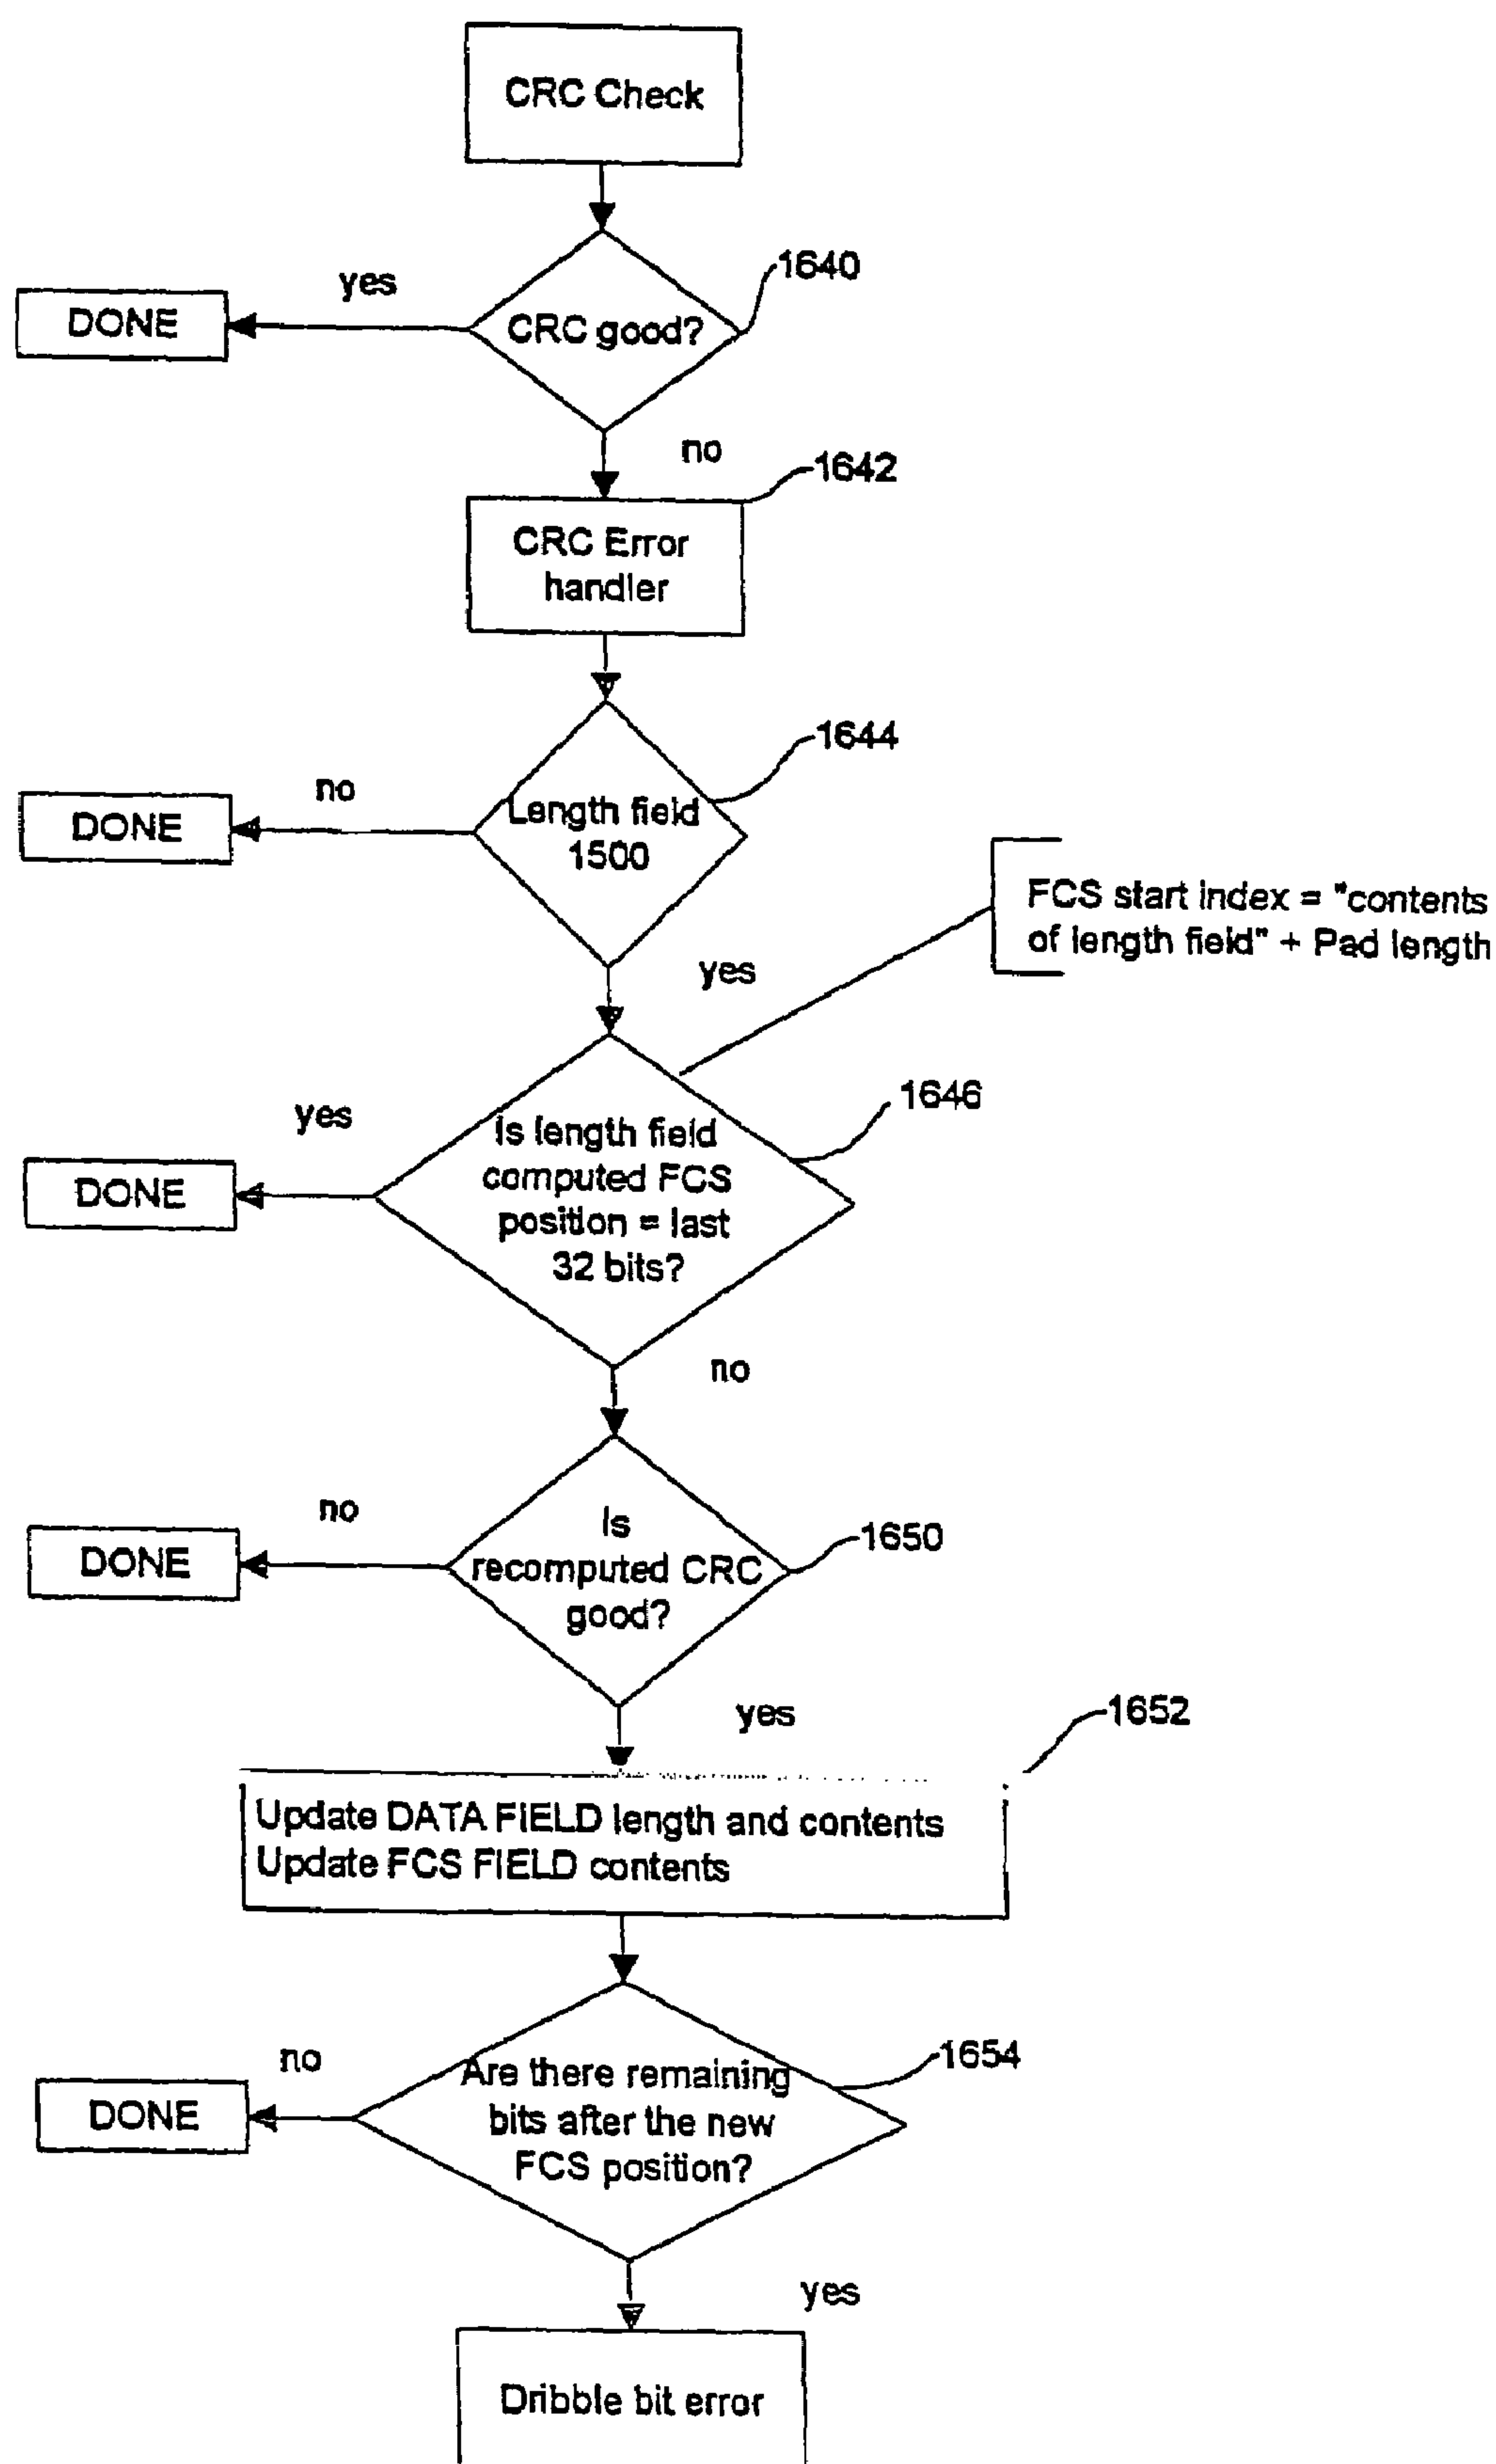 CRC Check
1640
yes
DONE
CRC good?
no
1642
CRC Error
handler
1644
no
DONE
Length field
1500
FCS start index = "contents
of length field" + Pad length
yes
1646
yes
Is length field
computed FCS
position = last
32 bits?
DONE
no
no
Is
recomputed CRC
good?
1650
DONE
yes
1652
Update DATA FIELD length and contents
Update FCS FIELD contents
1654
no
Are there remaining
bits after the new
FCS position?
DONE
yes
Dribble bit error